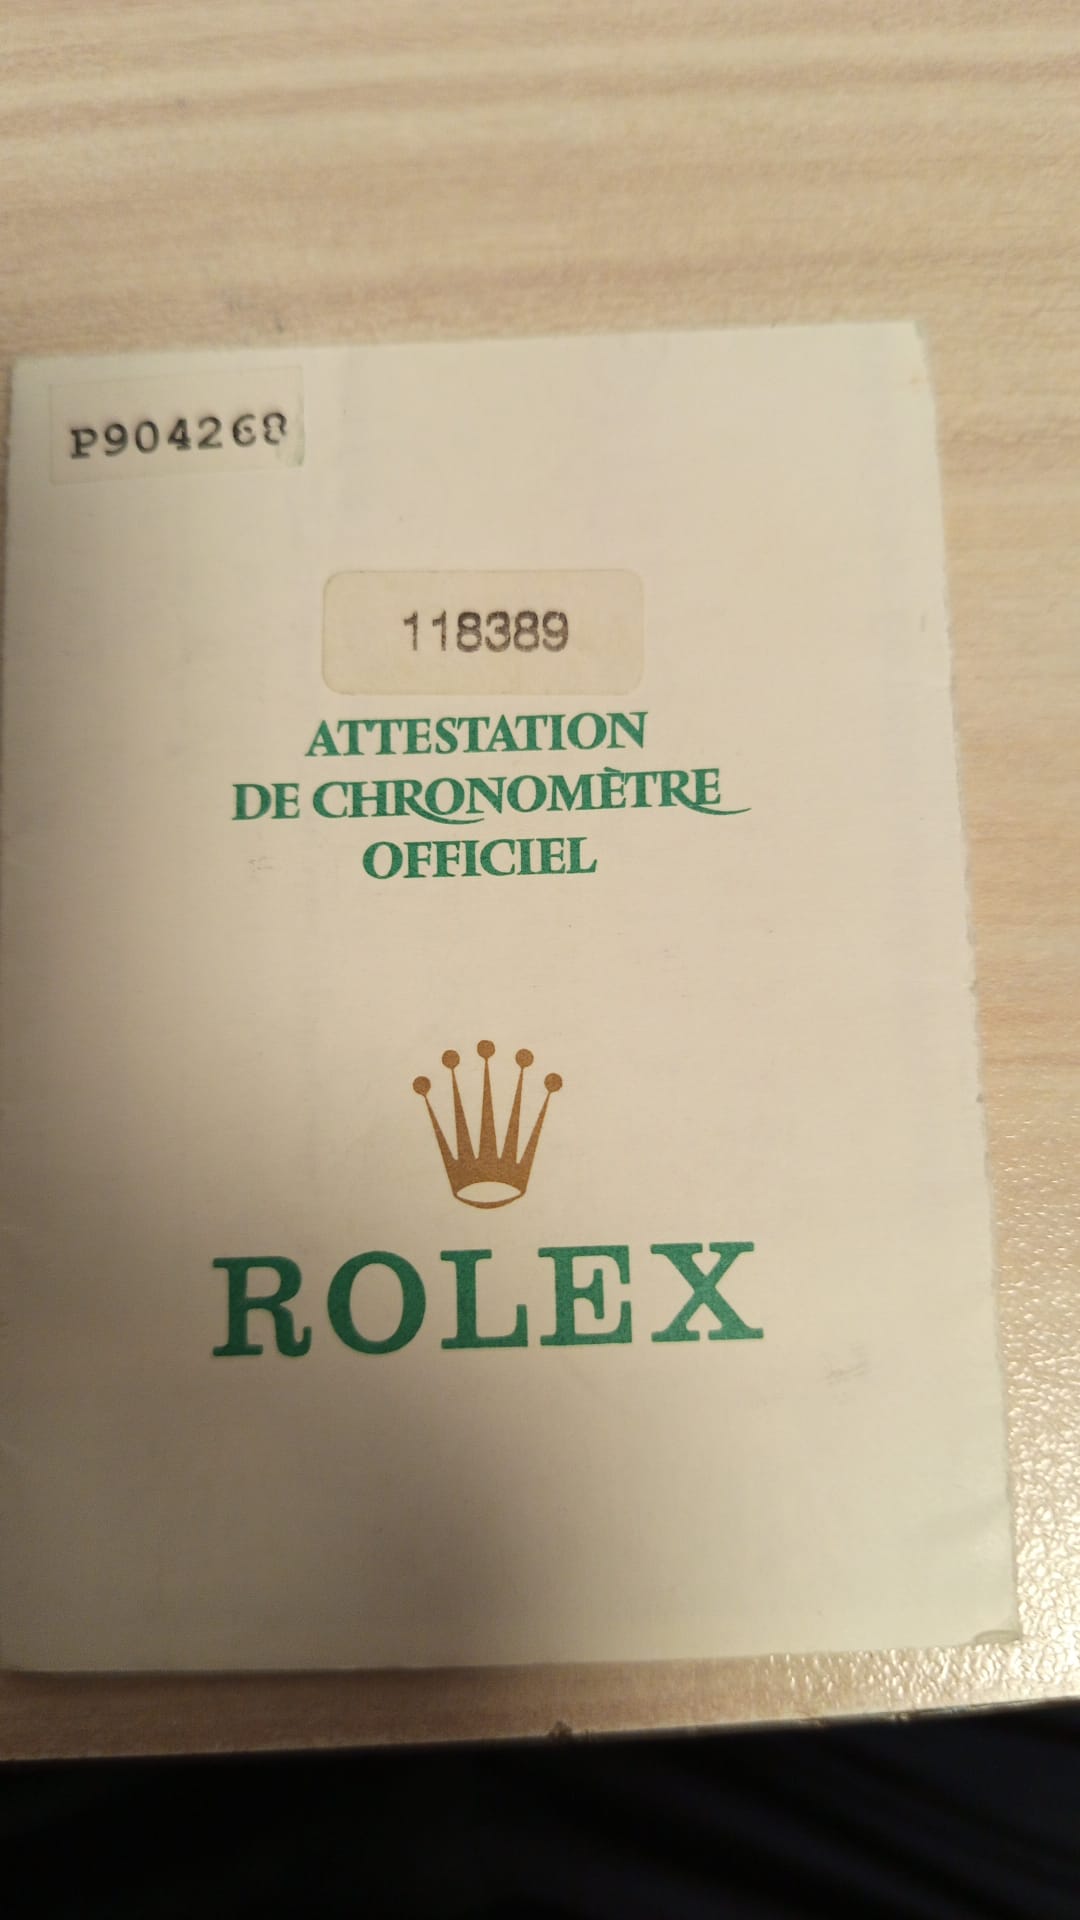 P904268
118389
ATTESTATION
DE CHRONOMÈTRE
OFFICIEL
ROLEX